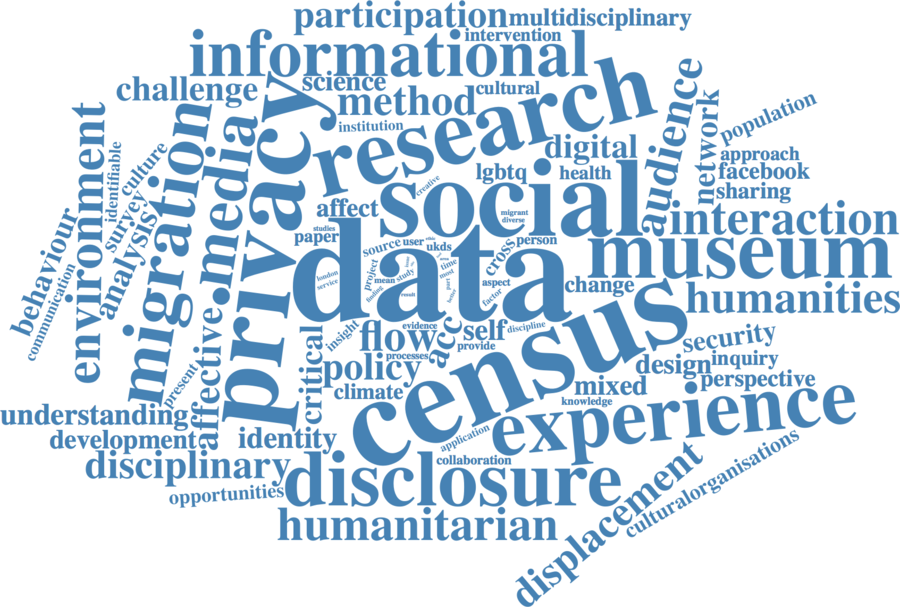 participation
multidisciplinary
intervention
informational
science
cultural
challenge
method
institution
research
privacy
digital
audience
network
population
approach
facebook
sharing
lgbtq
health
creative
social
migrant
diverse
interaction
museum
humanities
environment
identifiable
culture
survey
analysis
migration
media
behaviour
communication
affect
studies
paper
source
user
ukds
cross
person
data
project
mean
study
time
most
aspect
factor
london
service
finding
result
change
census
flow
evidence
acc
self
discipline
provide
insight
critical
policy
processes
climate
security
design
inquiry
mixed
perspective
knowledge
experience
present
affective
understanding
development
identity
disciplinary
opportunities
application
collaboration
disclosure
humanitarian
displacement
culturalorganisations